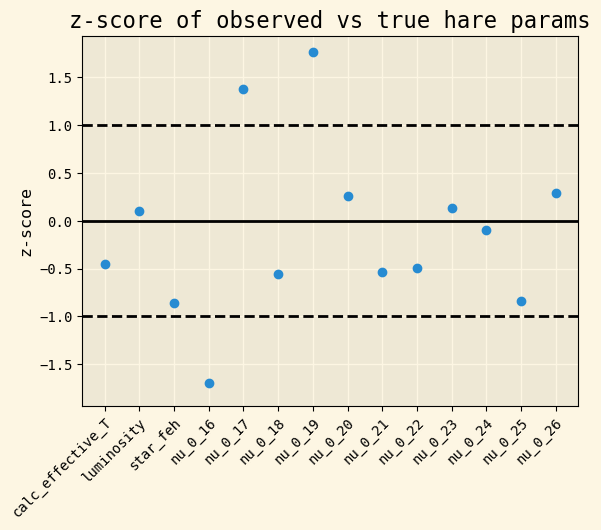 z-score of observed vs true hare params
z-score
1.5
1.0
0.5
0.0
−0.5
−1.0
−1.5
calc_effective_T
luminosity
star_feh
nu_0_16
nu_0_17
nu_0_18
nu_0_19
nu_0_20
nu_0_21
nu_0_22
nu_0_23
nu_0_24
nu_0_25
nu_0_26